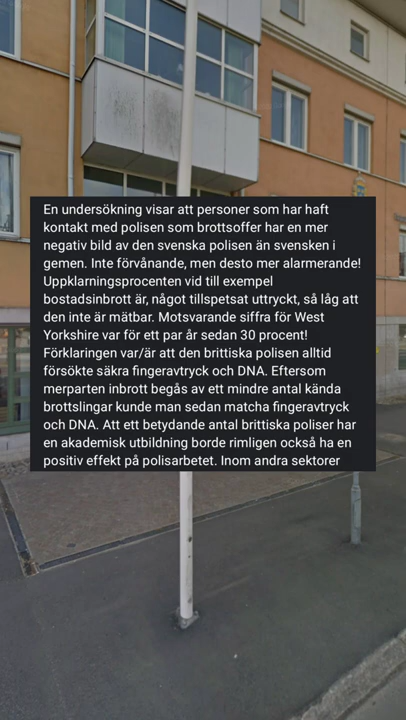 En undersökning visar att personer som har haft
kontakt med polisen som brottsoffer har en mer
negativ bild av den svenska polisen än svensken i
gemen. Inte förvånande, men desto mer alarmerande!
Uppklarningsprocenten vid till exempel
bostadsinbrott är, något tillspetsat uttryckt, så låg att
den inte är mätbar. Motsvarande siffra för West
Yorkshire var för ett par år sedan 30 procent!
Förklaringen var/är att den brittiska polisen alltid
försökte säkra fingeravtryck och DNA. Eftersom
merparten inbrott begås av ett mindre antal kända
brottslingar kunde man sedan matcha fingeravtryck
och DNA. Att ett betydande antal brittiska poliser har
en akademisk utbildning borde rimligen också ha en
positiv effekt på polisarbetet. Inom andra sektorer